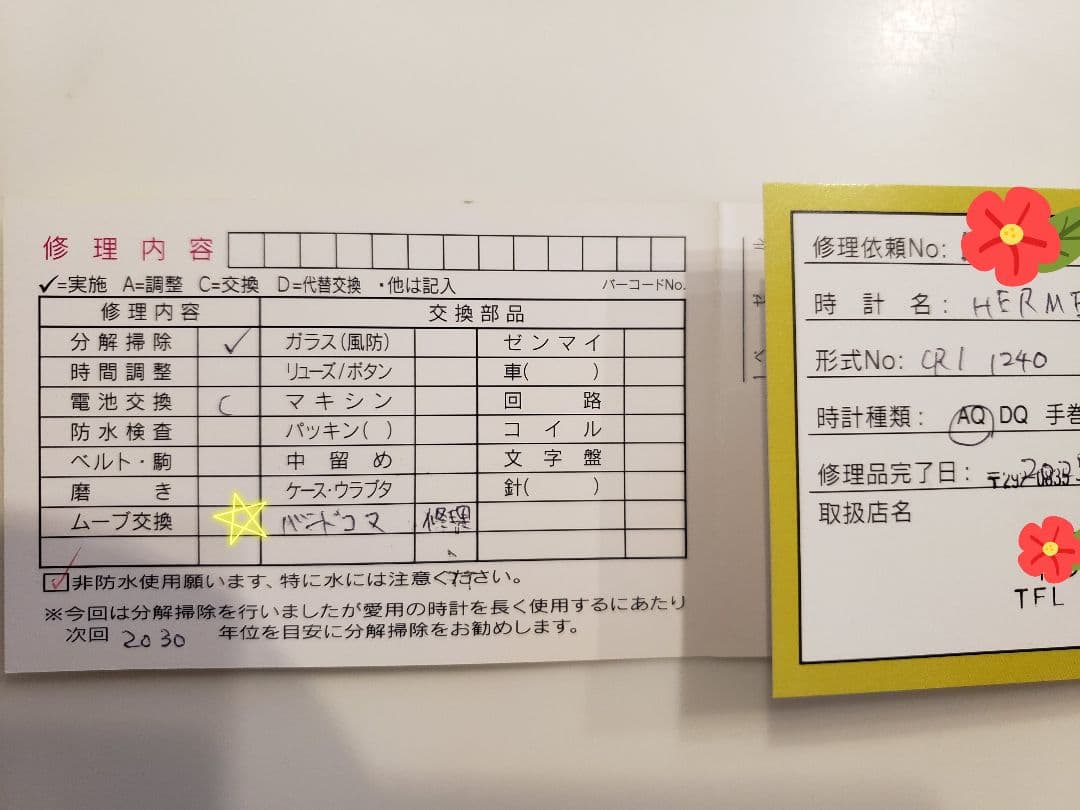 修理内容
✓=実施 A=調整 C=交換 D=代替交換 ・他は記入 バーコードNo.
修理内容 交換部品
分解掃除 ✓ ガラス(風防) ゼンマイ
時間調整 リューズ/ボタン 車( )
電池交換 C マキシン 回路
防水検査 パッキン( ) コイル
ベルト・駒 中留め 文字盤
磨き ケース・ウラブタ 針( )
ムーブ交換 バンドコマ 修理
☑非防水使用願います、特に水には注意ください。
※今回は分解掃除を行いましたが愛用の時計を長く使用するにあたり
次回 2030 年位を目安に分解掃除をお勧めします。
修理依頼No:
時計名: HERME
形式No: CR1 1240
時計種類: AQ DQ 手巻
修理品完了日:
取扱店名
TEL